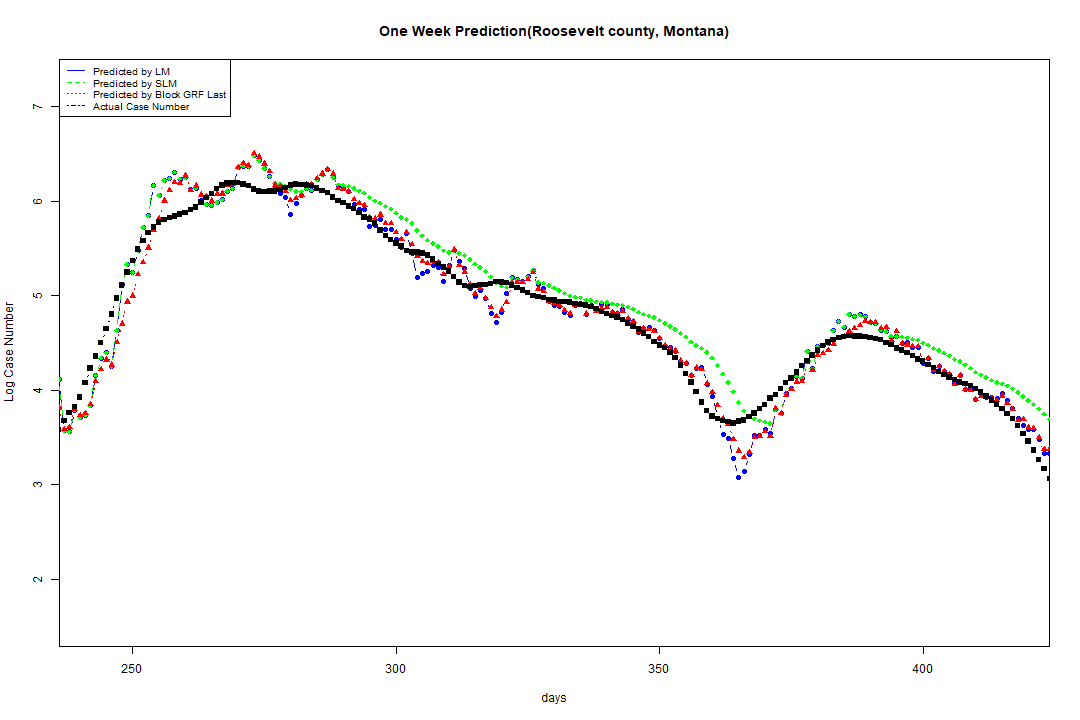 One Week Prediction(Roosevelt county, Montana)
Predicted by LM
Predicted by SLM
Predicted by Block GRF Last
Actual Case Number
7
6
5
4
3
2
Log Case Number
250
300
350
400
days